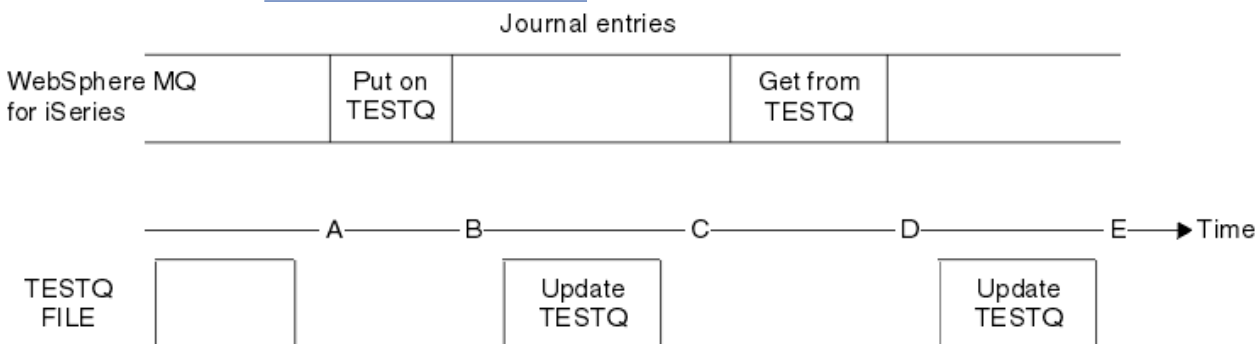 Journal entries
WebSphere MQ
for iSeries
Put on
TESTQ
Get from
TESTQ
A
B
C
D
E
Time
TESTQ
FILE
Update
TESTQ
Update
TESTQ